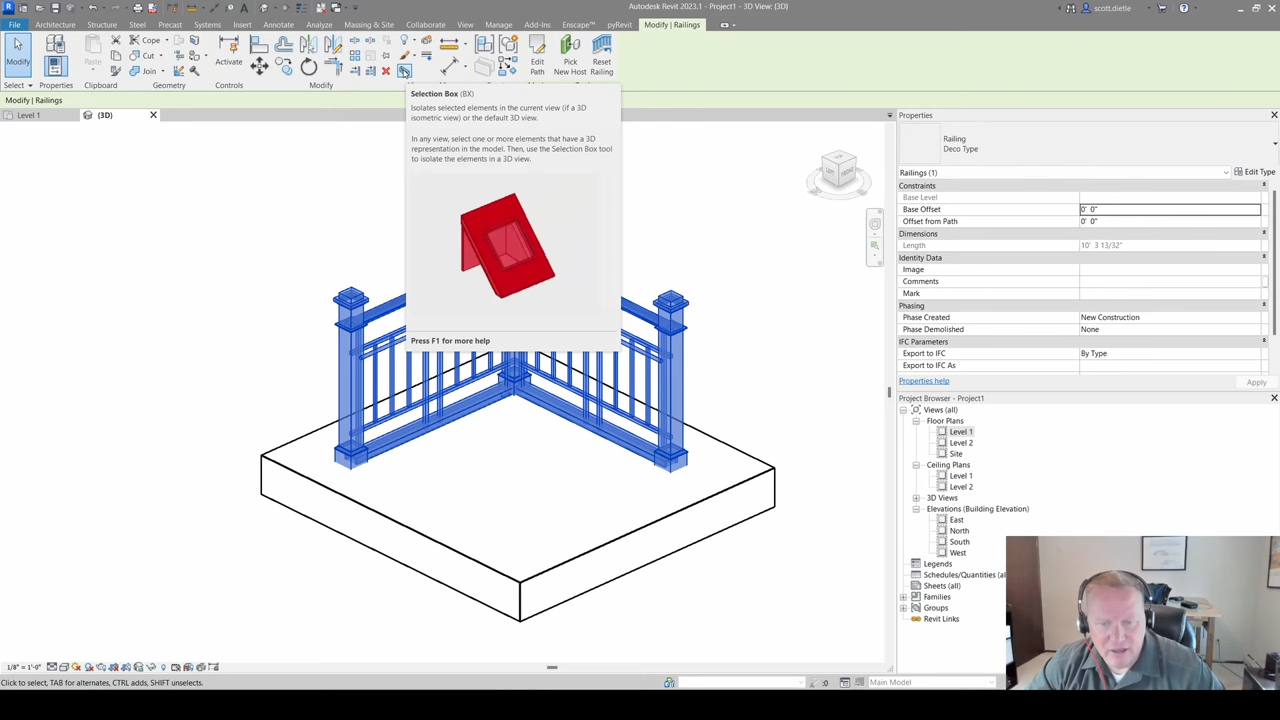 Autodesk Revit 2023.1 - Project1 - 3D View: {3D}
scott.dietle
File
Architecture
Structure
Steel
Precast
Systems
Insert
Annotate
Analyze
Massing & Site
Collaborate
View
Manage
Add-Ins
Enscape™
pyRevit
Modify | Railings
Modify
Properties
Paste
Cope
Cut
Join
Activate
Edit
Path
Pick
New Host
Reset
Railing
Select
Properties
Clipboard
Geometry
Controls
Modify
Modify | Railings
Level 1
{3D}
Selection Box (BX)
Isolates selected elements in the current view (if a 3D
isometric view) or the default 3D view.
In any view, select one or more elements that have a 3D
representation in the model. Then, use the Selection Box tool
to isolate the elements in a 3D view.
Press F1 for more help
LEFT
FRONT
Properties
Railing
Deco Type
Railings (1)
Edit Type
Constraints
Base Level
Base Offset 0' 0"
Offset from Path 0' 0"
Dimensions
Length 10' 3 13/32"
Identity Data
Image
Comments
Mark
Phasing
Phase Created New Construction
Phase Demolished None
IFC Parameters
Export to IFC By Type
Export to IFC As
Properties help
Apply
Project Browser - Project1
Views (all)
Floor Plans
Level 1
Level 2
Site
Ceiling Plans
Level 1
Level 2
3D Views
Elevations (Building Elevation)
East
North
South
West
Legends
Schedules/Quantities (al
Sheets (all)
Families
Groups
Revit Links
1/8" = 1'-0"
Click to select, TAB for alternates, CTRL adds, SHIFT unselects.
:0
Main Model